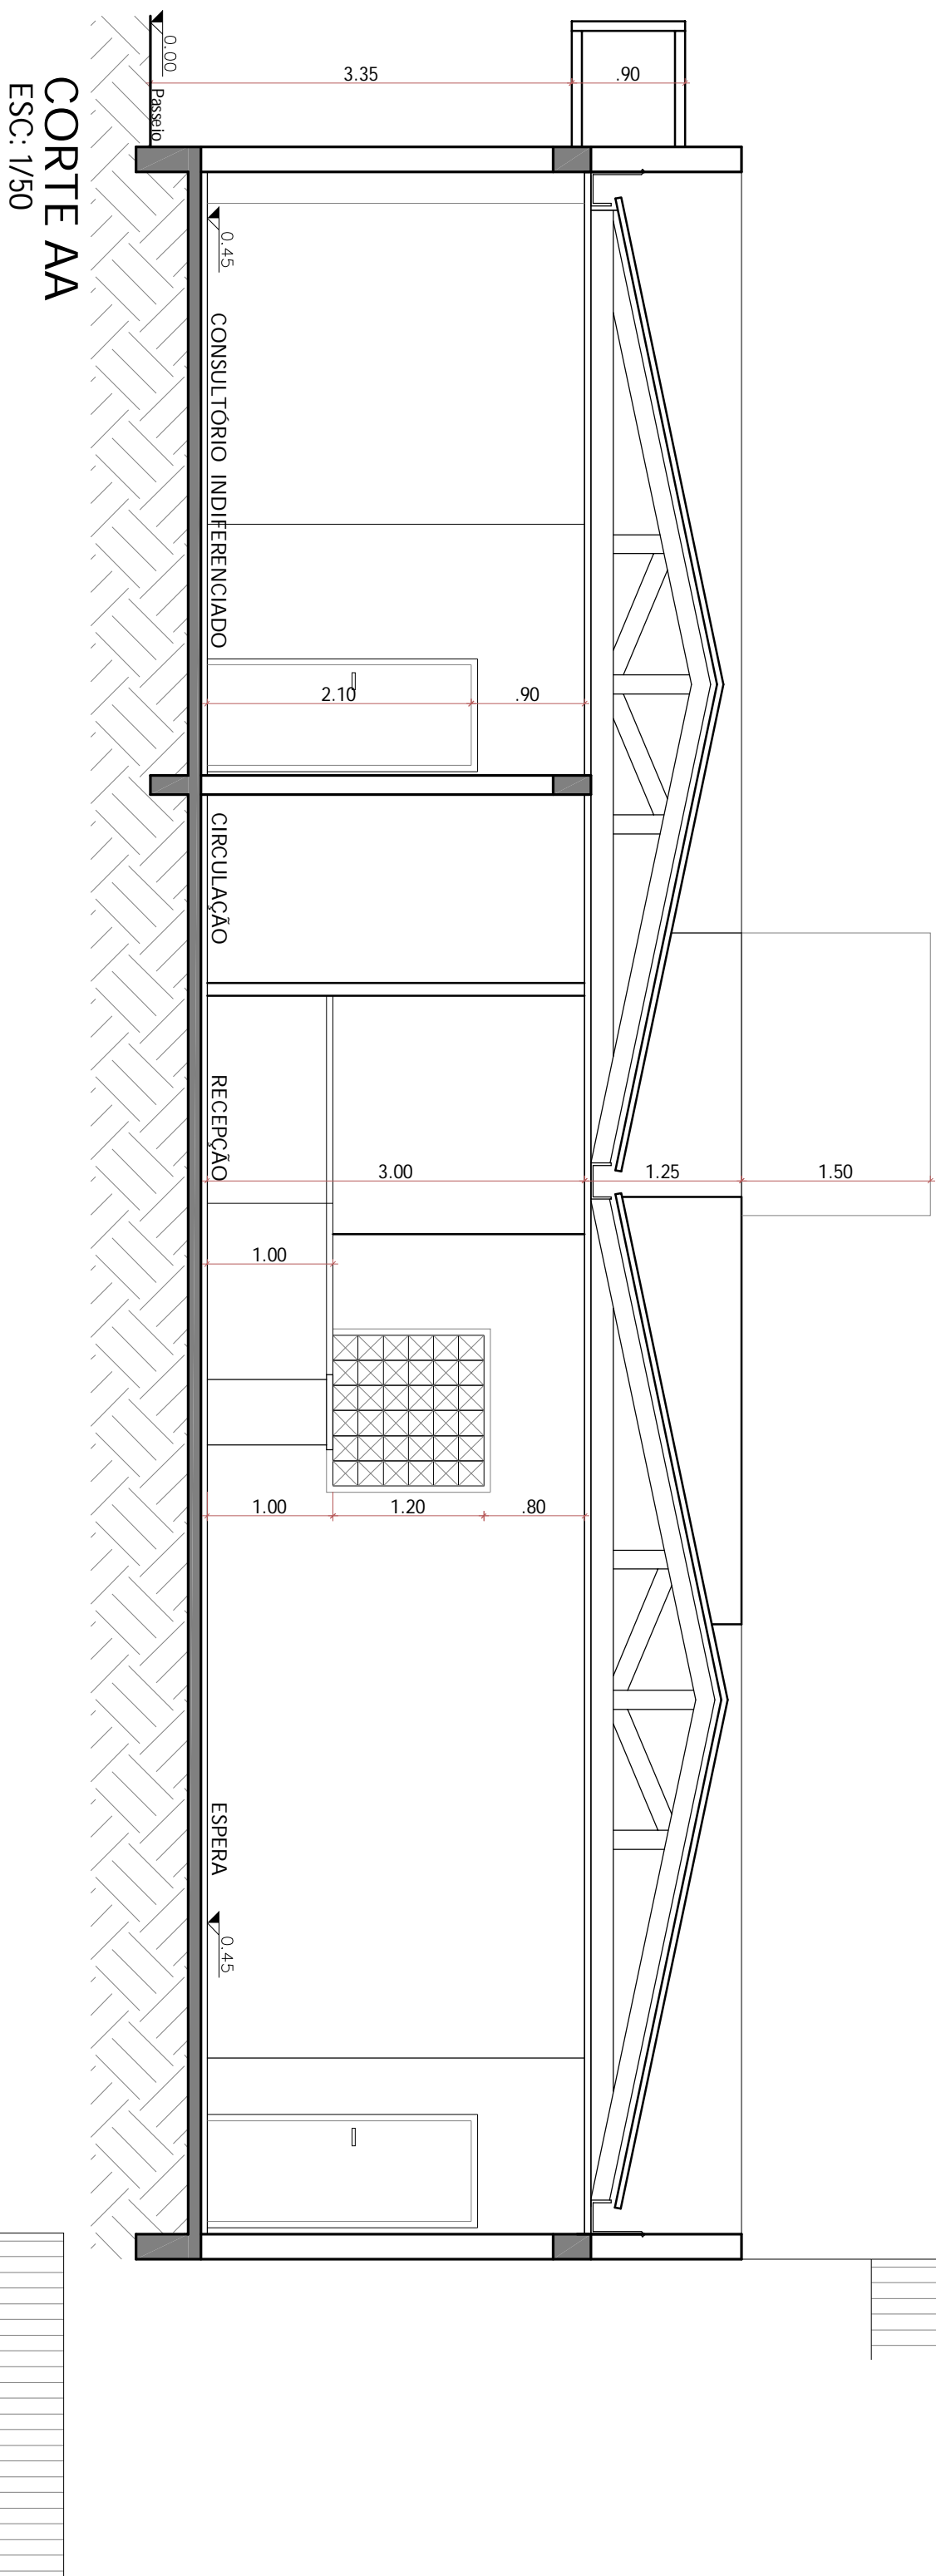 1.50
1.25
.90
3.35
.90
2.10
3.00
1.00
.80
1.20
1.00
0.45
CONSULTÓRIO INDIFERENCIADO
CIRCULAÇÃO
RECEPÇÃO
ESPERA
0.45
0.00
Passeio
CORTE AA
ESC: 1/50